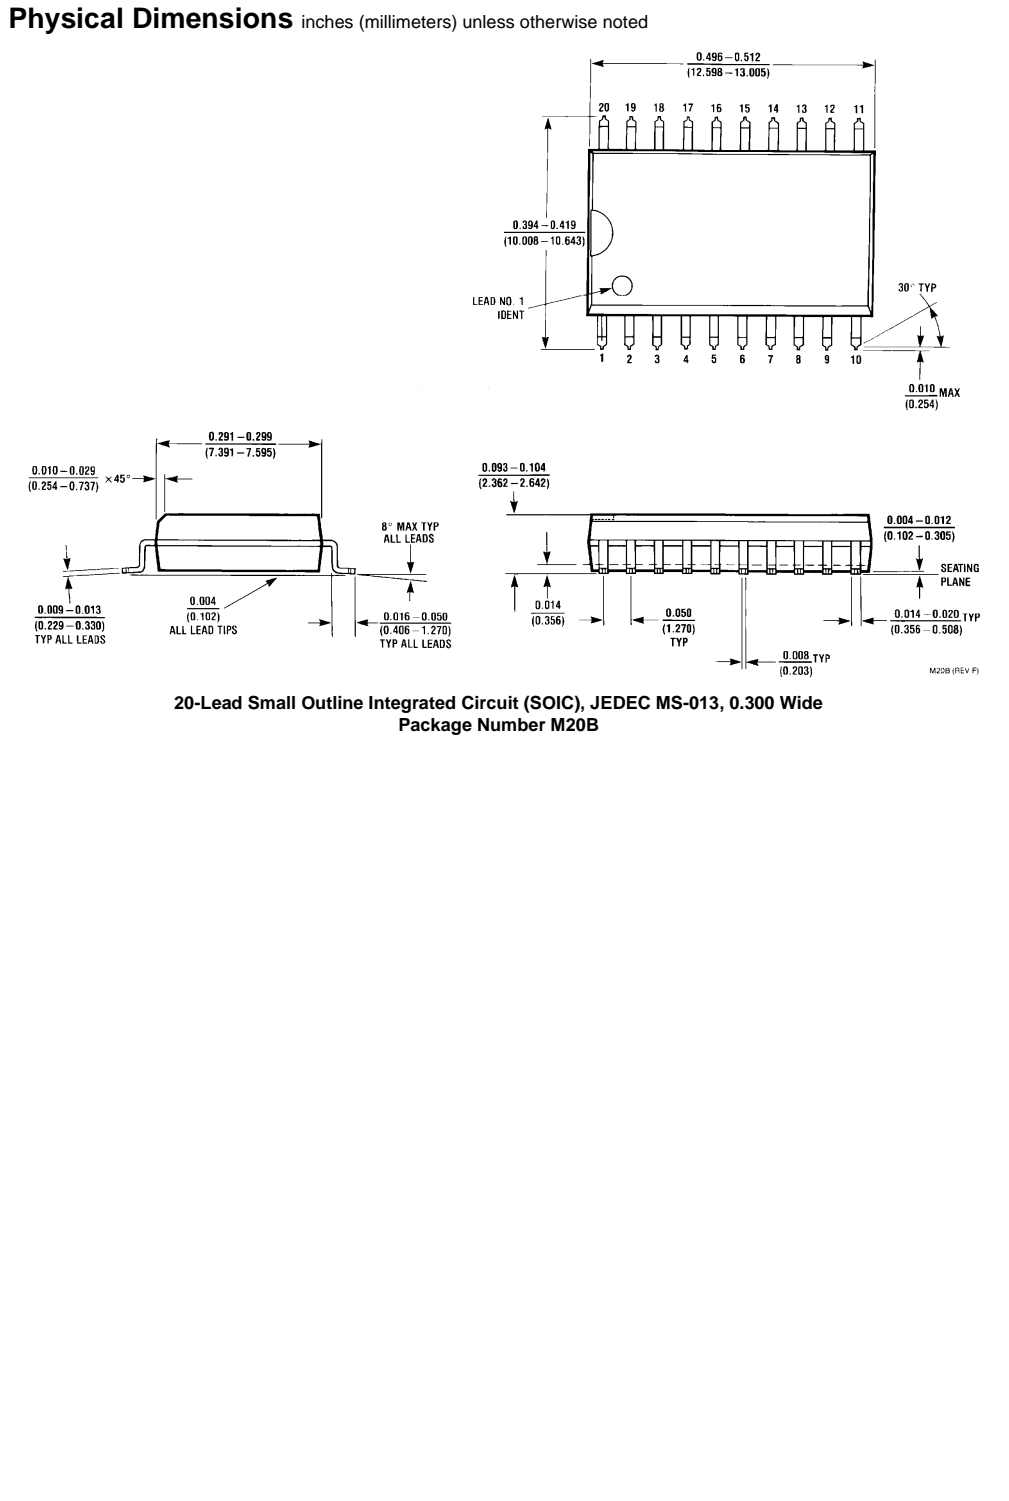 Physical Dimensions inches (millimeters) unless otherwise noted
0.496 – 0.512
(12.598 – 13.005)
20 19 18 17 16 15 14 13 12 11
0.394 – 0.419
(10.008 – 10.643)
LEAD NO. 1
IDENT
30° TYP
1 2 3 4 5 6 7 8 9 10
0.010 MAX
(0.254)
0.291 – 0.299
(7.391 – 7.595)
0.010 – 0.029
(0.254 – 0.737) × 45°
8° MAX TYP
ALL LEADS
0.009 – 0.013
(0.229 – 0.330)
TYP ALL LEADS
0.004
(0.102)
ALL LEAD TIPS
0.016 – 0.050
(0.406 – 1.270)
TYP ALL LEADS
0.093 – 0.104
(2.362 – 2.642)
0.004 – 0.012
(0.102 – 0.305)
SEATING
PLANE
0.014
(0.356)
0.050
(1.270)
TYP
0.014 – 0.020 TYP
(0.356 – 0.508)
0.008 TYP
(0.203)
M20B (REV F)
20-Lead Small Outline Integrated Circuit (SOIC), JEDEC MS-013, 0.300 Wide
Package Number M20B